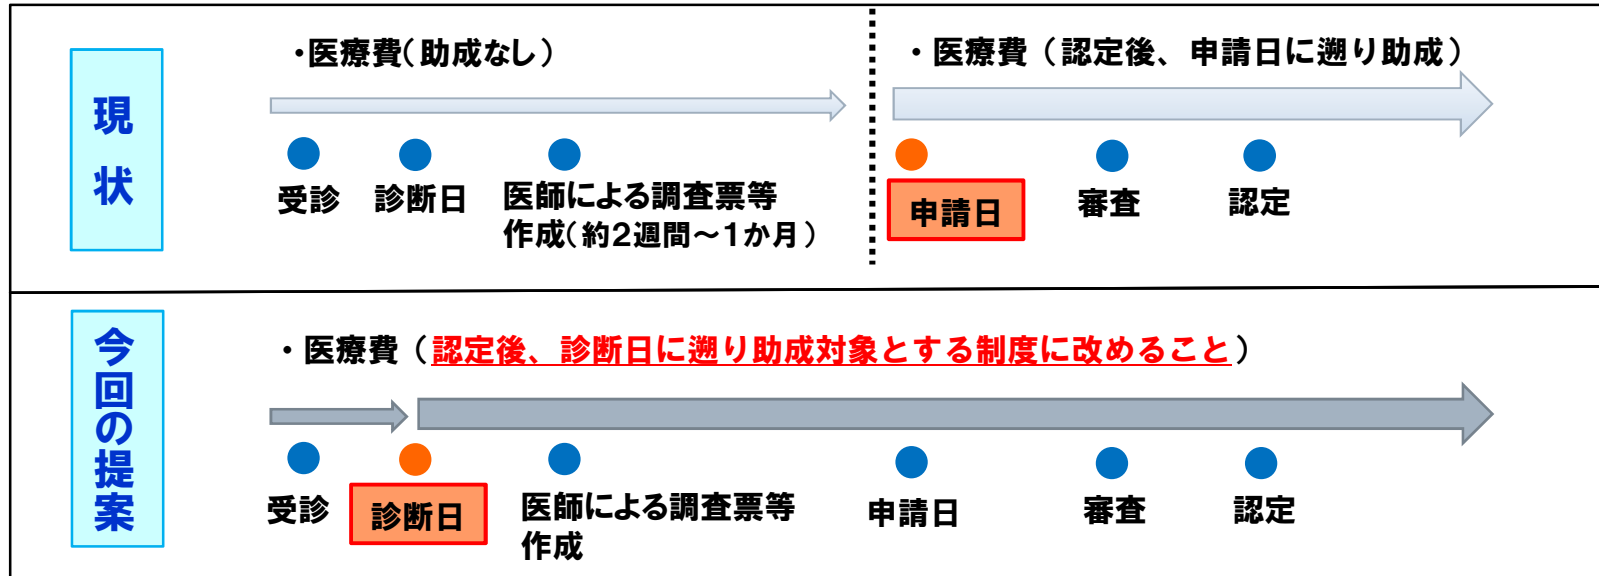 現状
・医療費(助成なし)
・医療費(認定後、申請日に遡り助成)
受診
診断日
医師による調査票等
作成(約2週間～1か月)
申請日
審査
認定
今回の提案
・医療費(認定後、診断日に遡り助成対象とする制度に改めること)
受診
診断日
医師による調査票等
作成
申請日
審査
認定